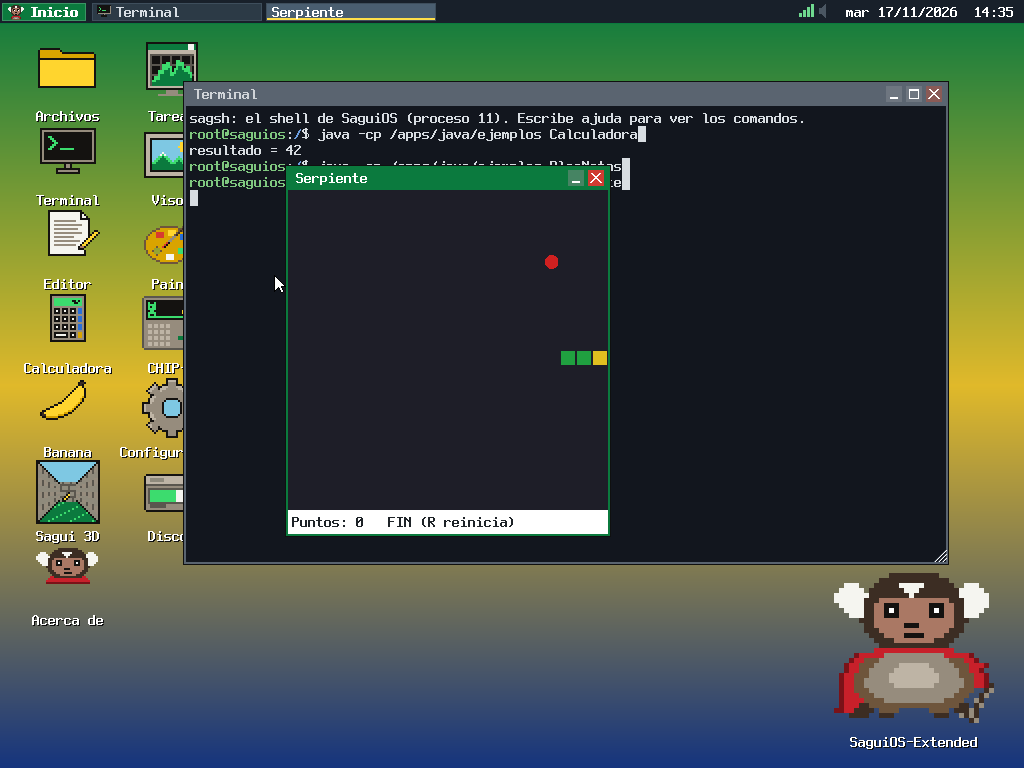 Inicio
Terminal
Serpiente
mar 17/11/2026 14:35
Archivos
Terminal
Editor
Calculadora
CHIP-
Banana
Sagui 3D
Acerca de
Terminal
sagsh: el shell de SaguiOS (proceso 11). Escribe ayuda para ver los comandos.
root@saguios:/$ java -cp /apps/java/ejemplos Calculadora
resultado = 42
root@saguios:/$
root@saguios
Serpiente
Puntos: 0 FIN (R reinicia)
SaguiOS-Extended